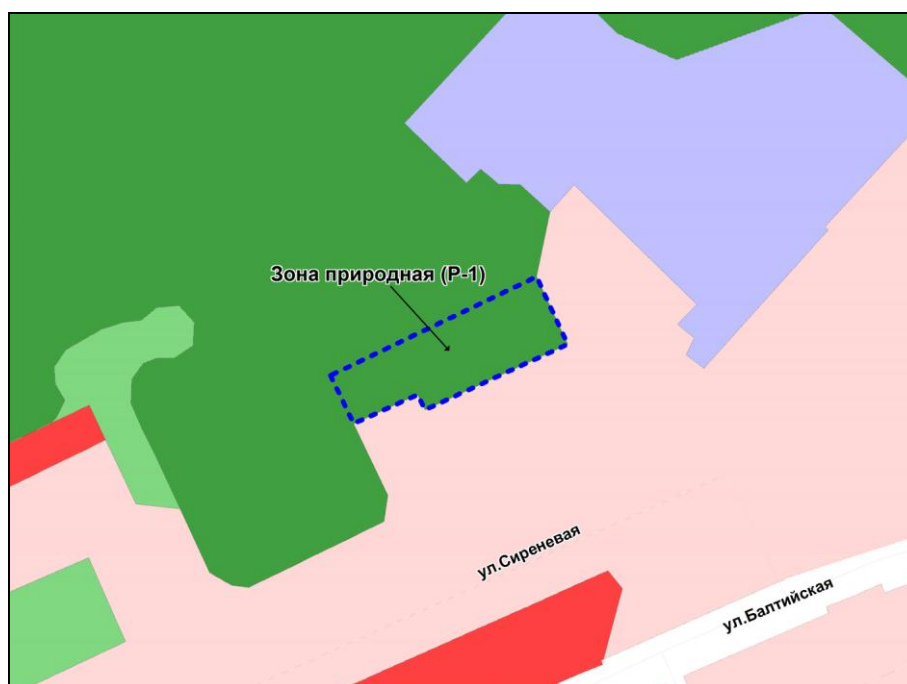 Зона природная (Р-1)
ул.Сиреневая
ул.Балтийская